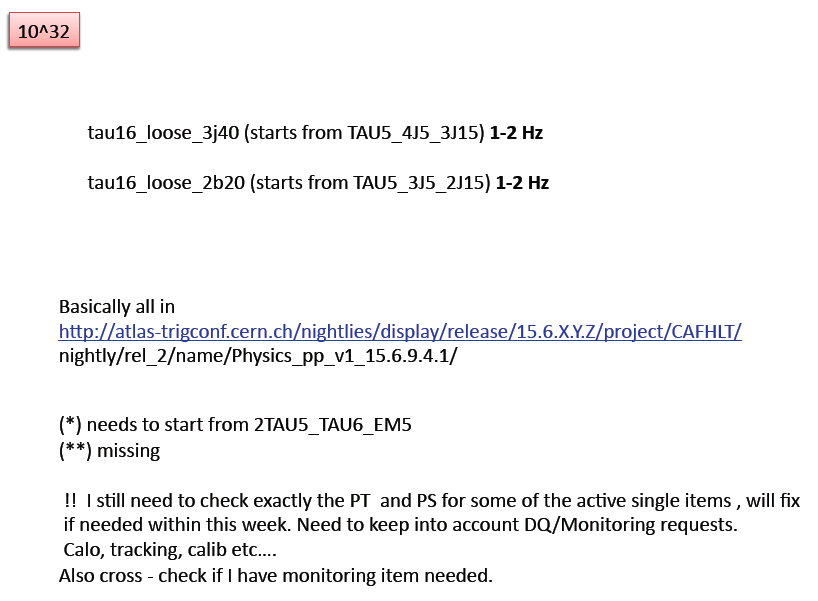 10^32
tau16_loose_3j40 (starts from TAU5_4J5_3J15) 1-2 Hz
tau16_loose_2b20 (starts from TAU5_3J5_2J15) 1-2 Hz
Basically all in
http://atlas-trigconf.cern.ch/nightlies/display/release/15.6.X.Y.Z/project/CAFHLT/
nightly/rel_2/name/Physics_pp_v1_15.6.9.4.1/
(*) needs to start from 2TAU5_TAU6_EM5
(**) missing
!! I still need to check exactly the PT and PS for some of the active single items , will fix
if needed within this week. Need to keep into account DQ/Monitoring requests.
Calo, tracking, calib etc....
Also cross - check if I have monitoring item needed.